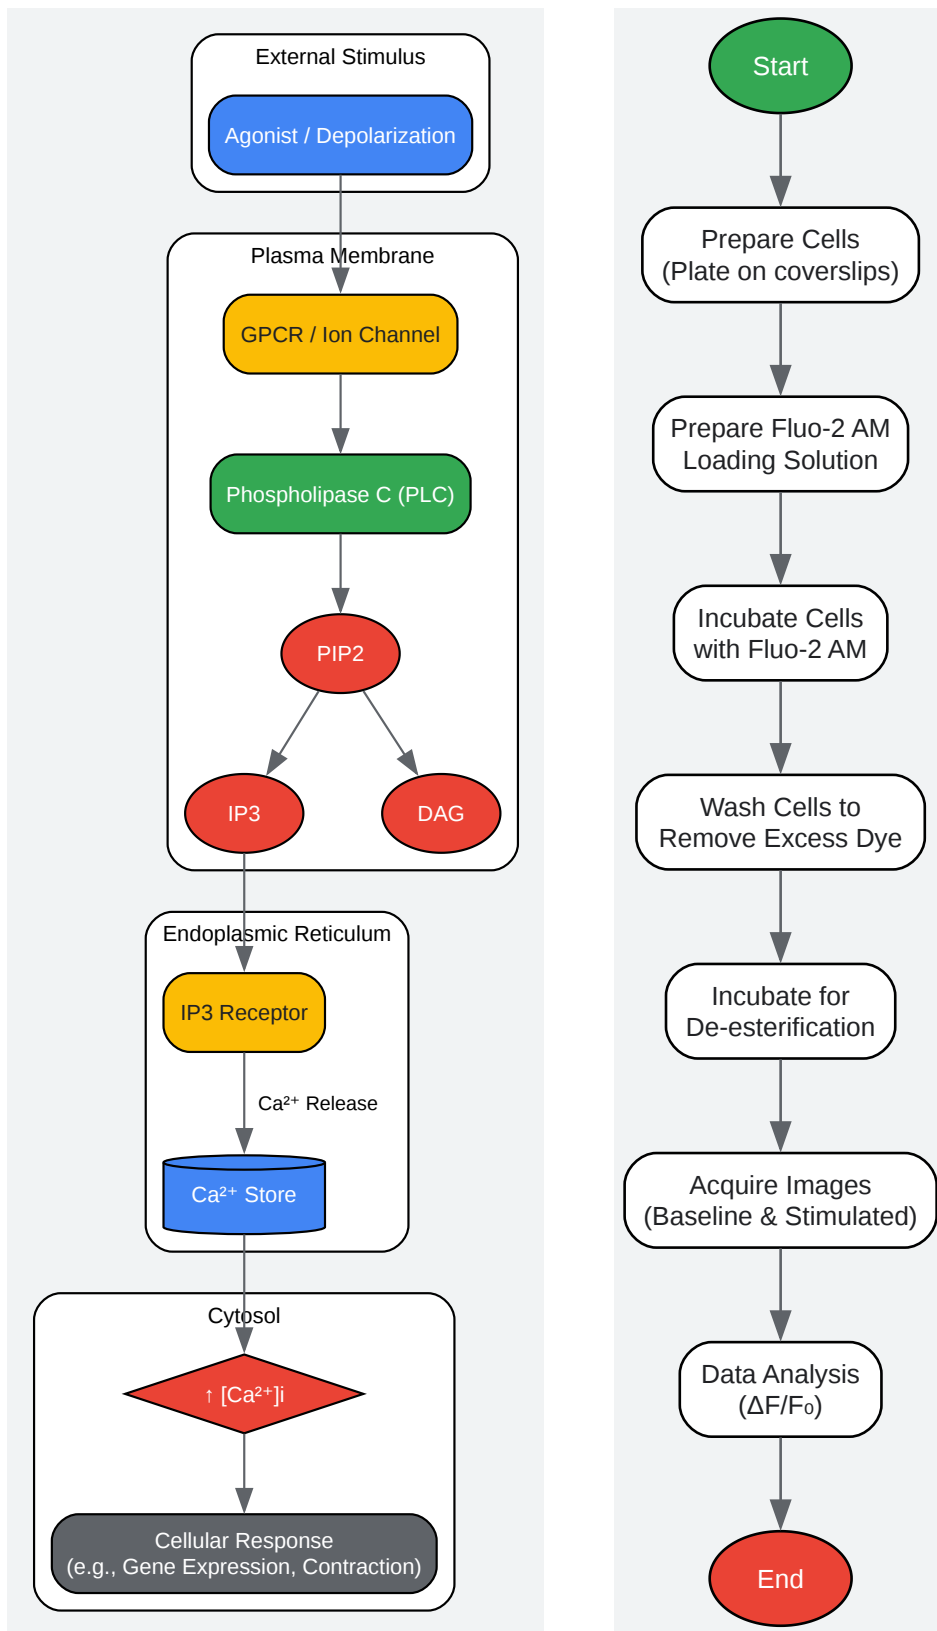 External Stimulus
Agonist / Depolarization
Plasma Membrane
GPCR / Ion Channel
Phospholipase C (PLC)
PIP2
IP3
DAG
Endoplasmic Reticulum
IP3 Receptor
Ca²⁺ Release
Ca²⁺ Store
Cytosol
↑ [Ca²⁺]i
Cellular Response
(e.g., Gene Expression, Contraction)
Start
Prepare Cells
(Plate on coverslips)
Prepare Fluo-2 AM
Loading Solution
Incubate Cells
with Fluo-2 AM
Wash Cells to
Remove Excess Dye
Incubate for
De-esterification
Acquire Images
(Baseline & Stimulated)
Data Analysis
(ΔF/F₀)
End